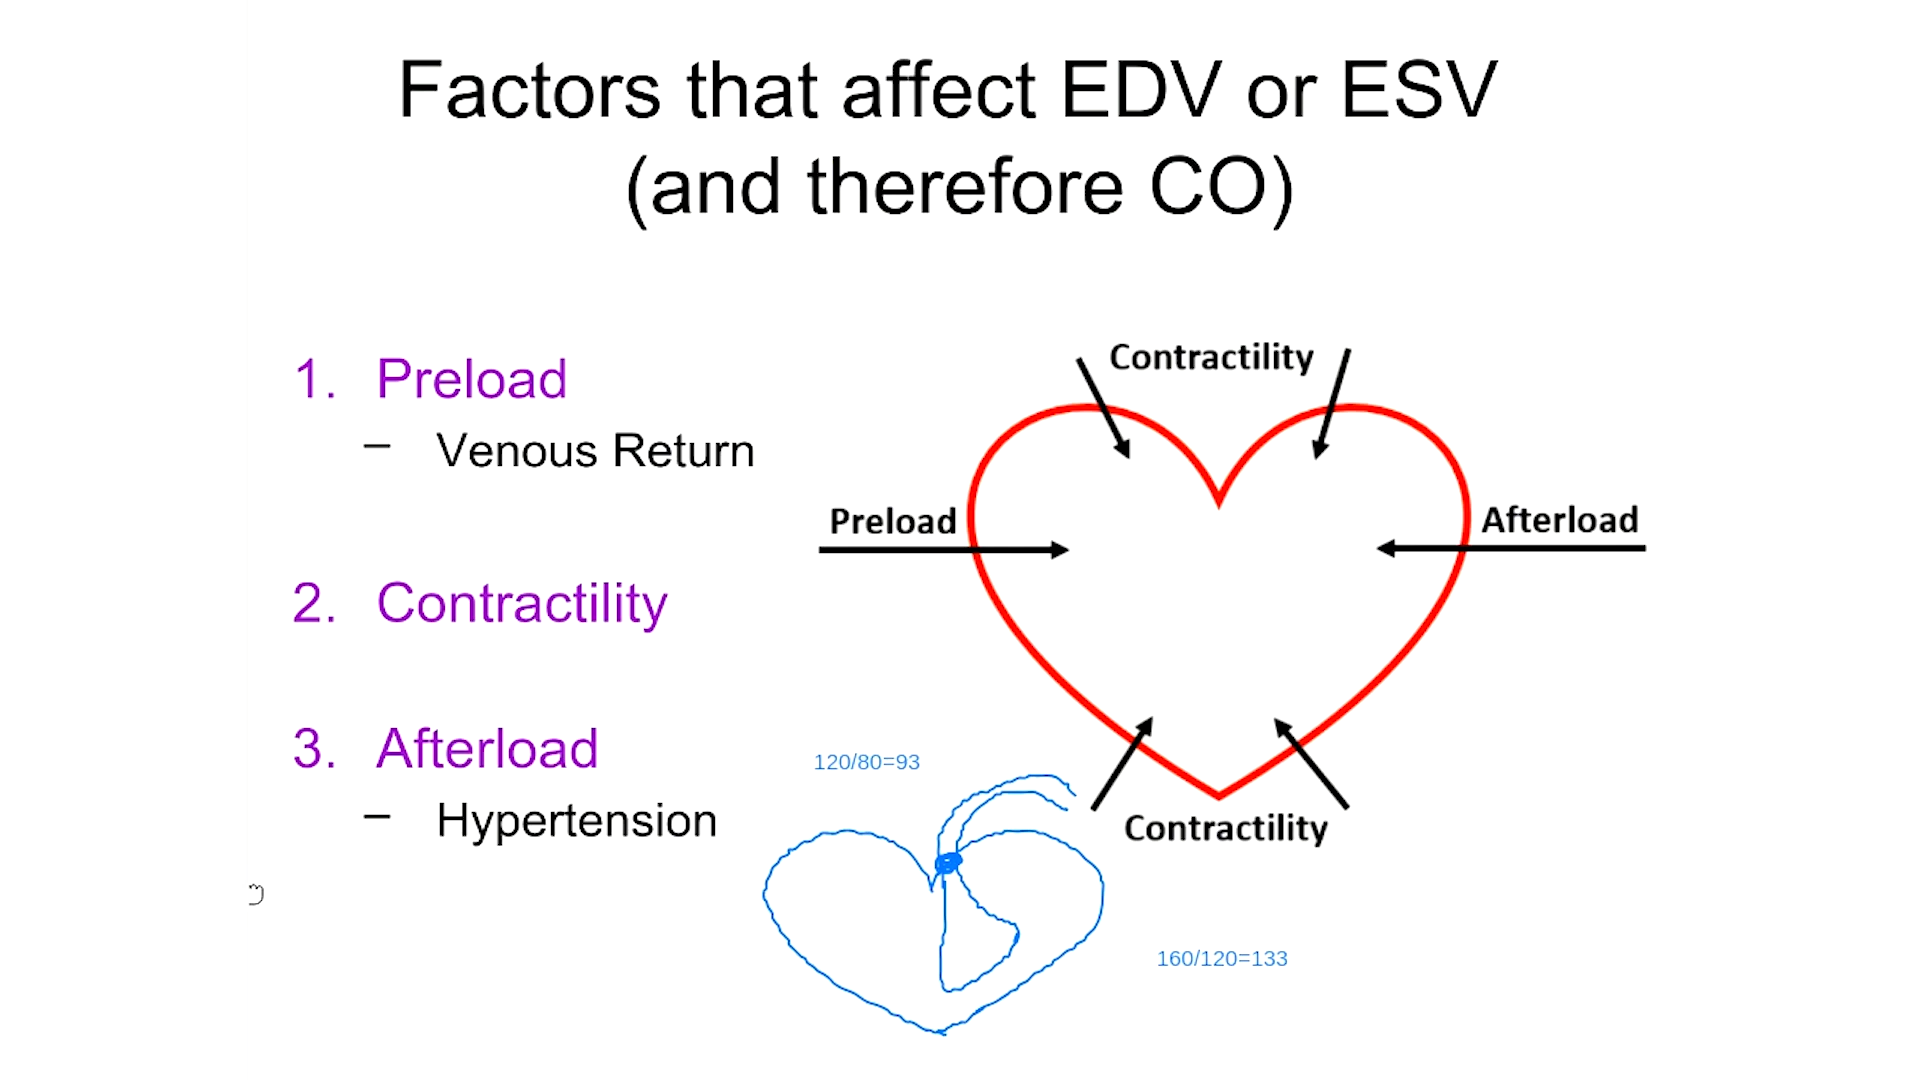 Factors that affect EDV or ESV
(and therefore CO)
1. Preload
– Venous Return
2. Contractility
3. Afterload
– Hypertension
Contractility
Preload
Afterload
Contractility
120/80=93
160/120=133